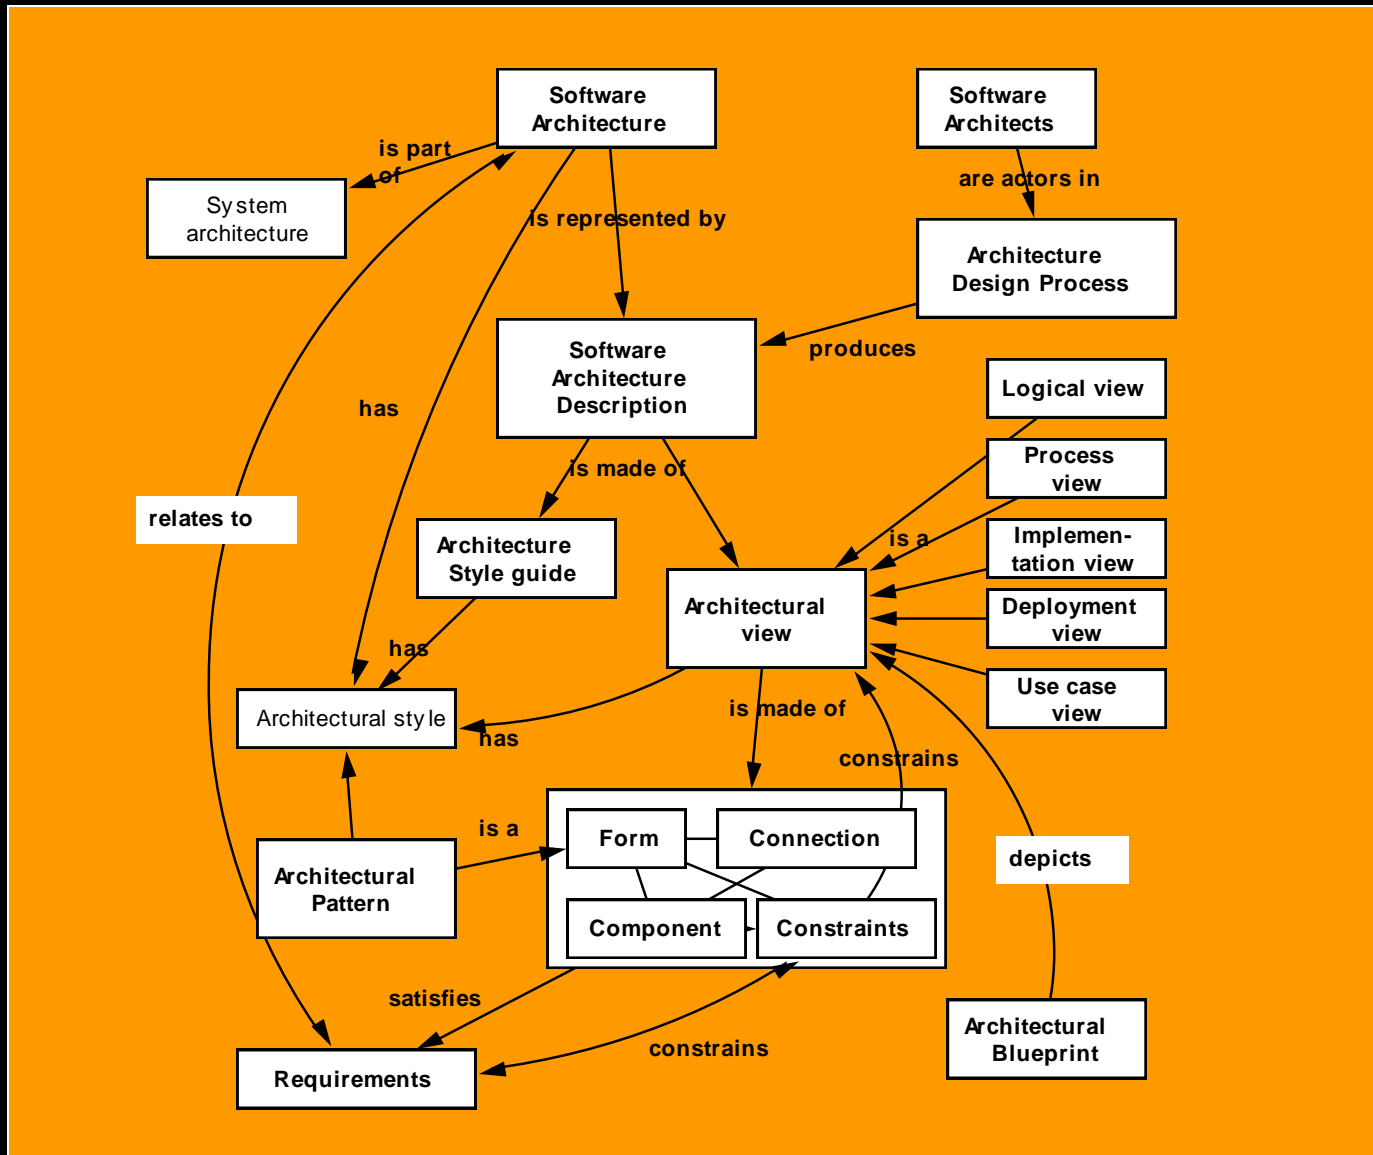 Software
Architecture
Software
Architects
is part
of
are actors in
System
architecture
is represented by
Architecture
Design Process
produces
Software
Architecture
Description
Logical view
has
Process
view
is made of
relates to
is a
Architecture
Style guide
Implemen-
tation view
Architectural
view
Deployment
view
has
Use case
view
Architectural style
has
is made of
constrains
is a
Form
Connection
depicts
Architectural
Pattern
Component
Constraints
satisfies
constrains
Architectural
Blueprint
Requirements